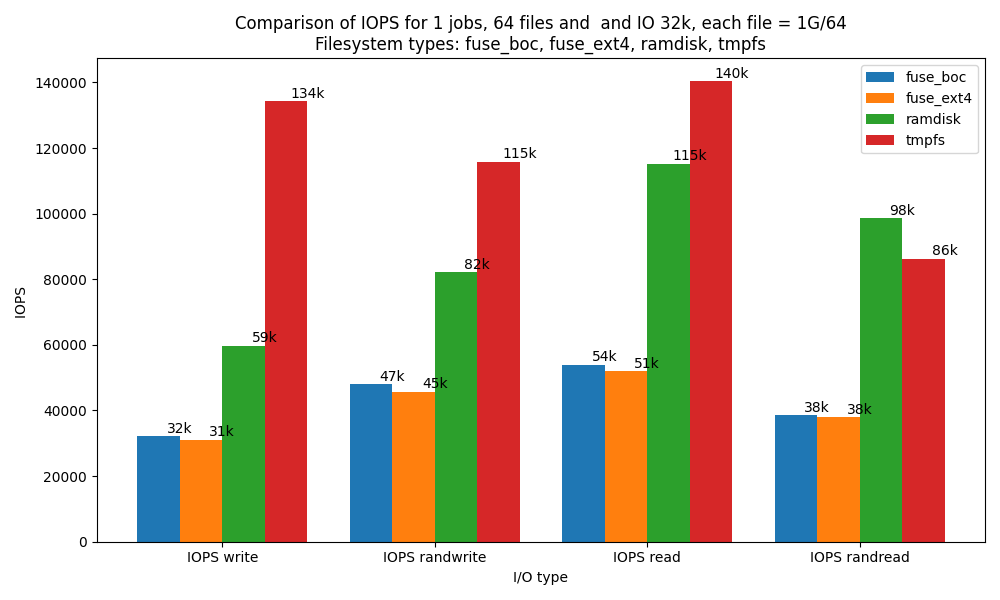 Comparison of IOPS for 1 jobs, 64 files and  and IO 32k, each file = 1G/64
Filesystem types: fuse_boc, fuse_ext4, ramdisk, tmpfs
fuse_boc
fuse_ext4
ramdisk
tmpfs
IOPS
140000
120000
100000
80000
60000
40000
20000
0
32k
31k
59k
134k
47k
45k
82k
115k
54k
51k
115k
140k
38k
38k
98k
86k
IOPS write
IOPS randwrite
IOPS read
IOPS randread
I/O type